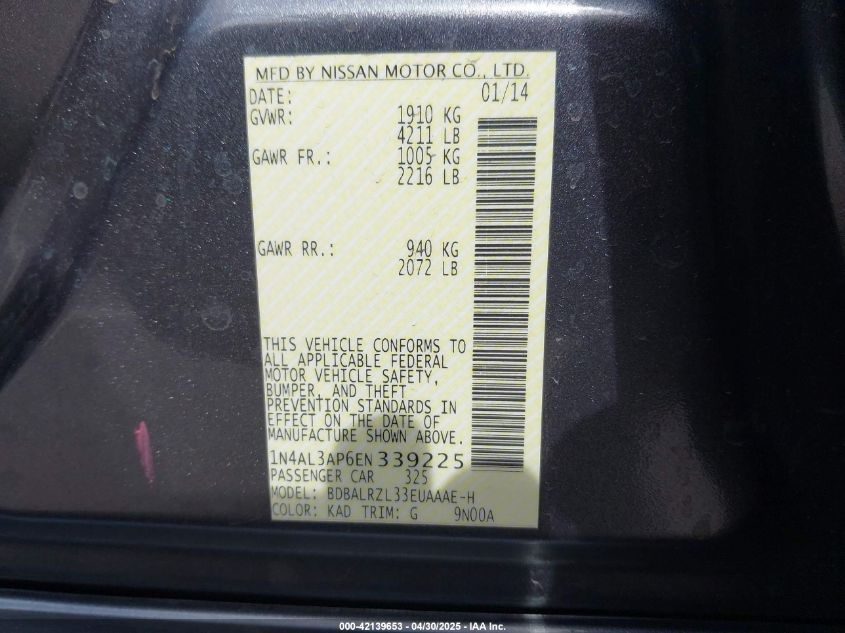 MFD BY NISSAN MOTOR CO., LTD.
DATE: 01/14
GVWR: 1910 KG
4211 LB
GAWR FR.: 1005 KG
2216 LB
GAWR RR.: 940 KG
2072 LB
THIS VEHICLE CONFORMS TO
ALL APPLICABLE FEDERAL
MOTOR VEHICLE SAFETY,
BUMPER, AND THEFT
PREVENTION STANDARDS IN
EFFECT ON THE DATE OF
MANUFACTURE SHOWN ABOVE.
1N4AL3AP6EN339225
PASSENGER CAR 325
MODEL: BDBALRZL33EUAAAE-H
COLOR: KAD TRIM: G 9N00A
000-42139653 - 04/30/2025 - IAA Inc.